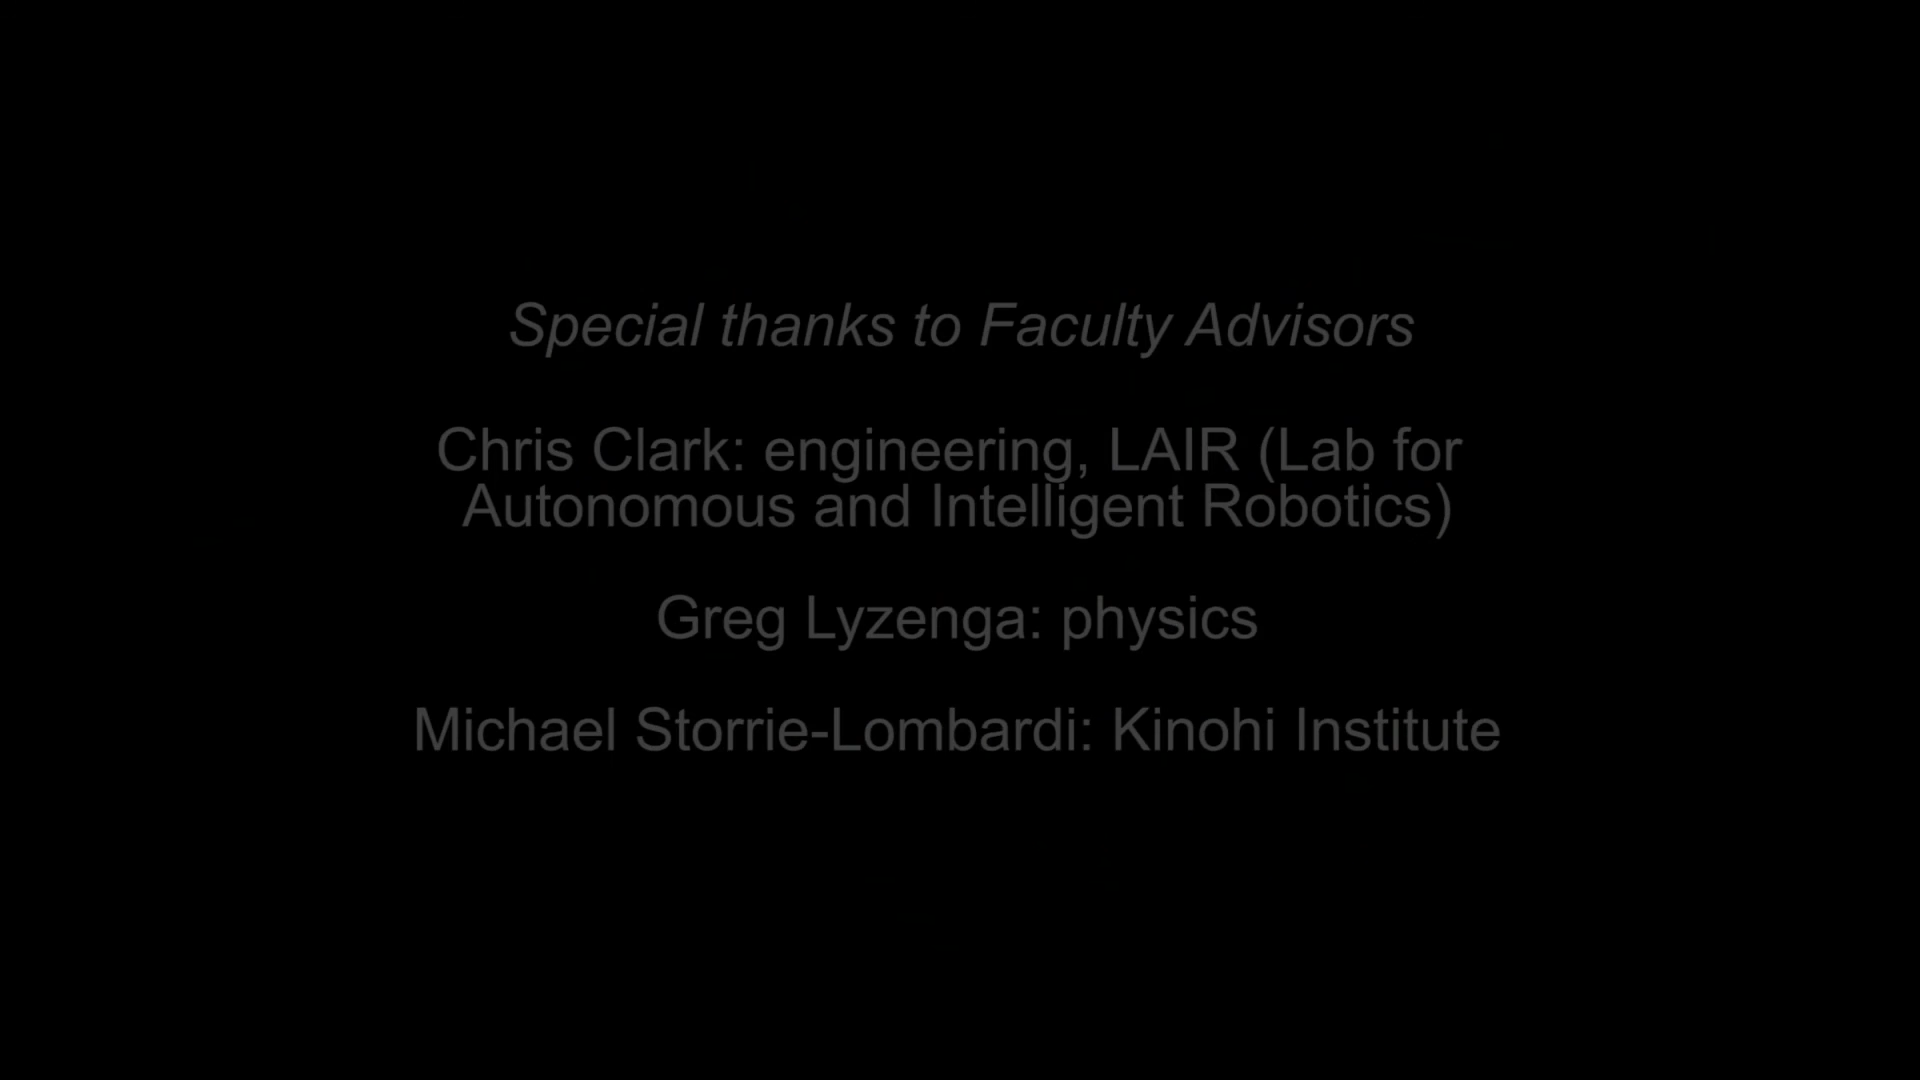 Special thanks to Faculty Advisors
Chris Clark: engineering, LAIR (Lab for
Autonomous and Intelligent Robotics)
Greg Lyzenga: physics
Michael Storrie-Lombardi: Kinohi Institute